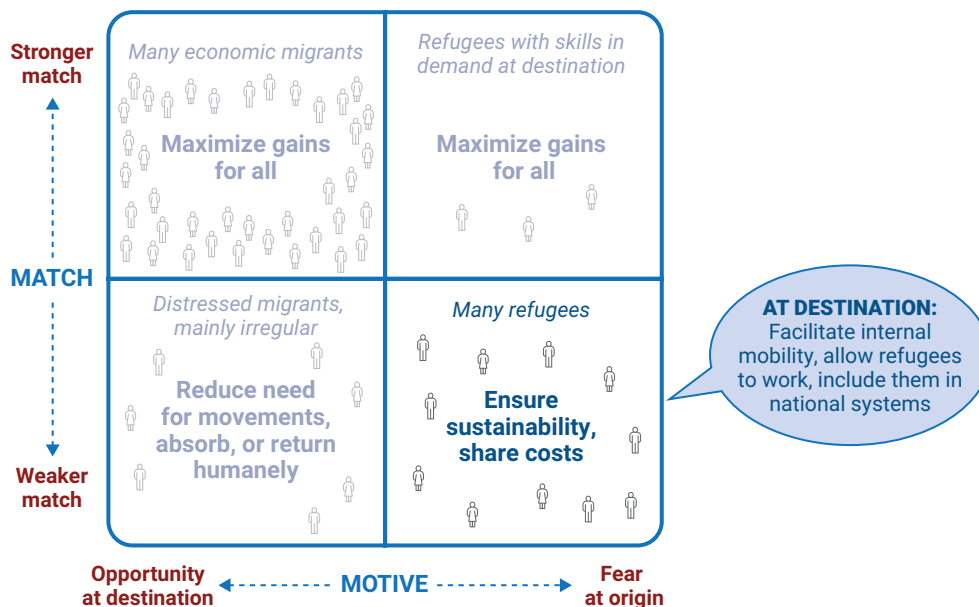 Stronger
match
MATCH
Weaker
match
Many economic migrants
Maximize gains
for all
Refugees with skills in
demand at destination
Maximize gains
for all
Distressed migrants,
mainly irregular
Reduce need
for movements,
absorb, or return
humanely
Many refugees
Ensure
sustainability,
share costs
AT DESTINATION:
Facilitate internal
mobility, allow refugees
to work, include them in
national systems
Opportunity
at destination
MOTIVE
Fear
at origin